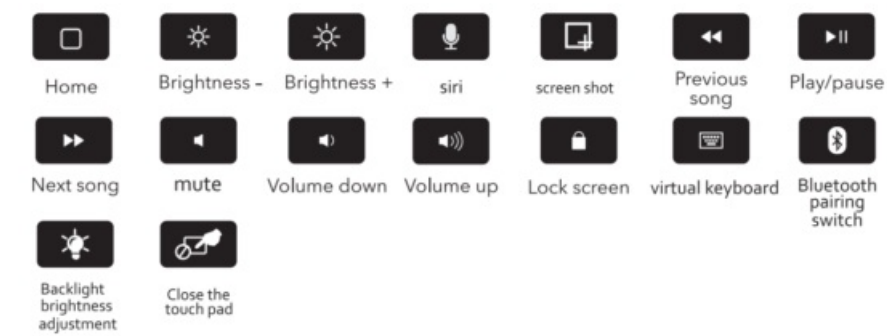 Home
Brightness -
Brightness +
siri
screen shot
Previous
song
Play/pause
Next song
mute
Volume down
Volume up
Lock screen
virtual keyboard
Bluetooth
pairing
switch
Backlight
brightness
adjustment
Close the
touch pad